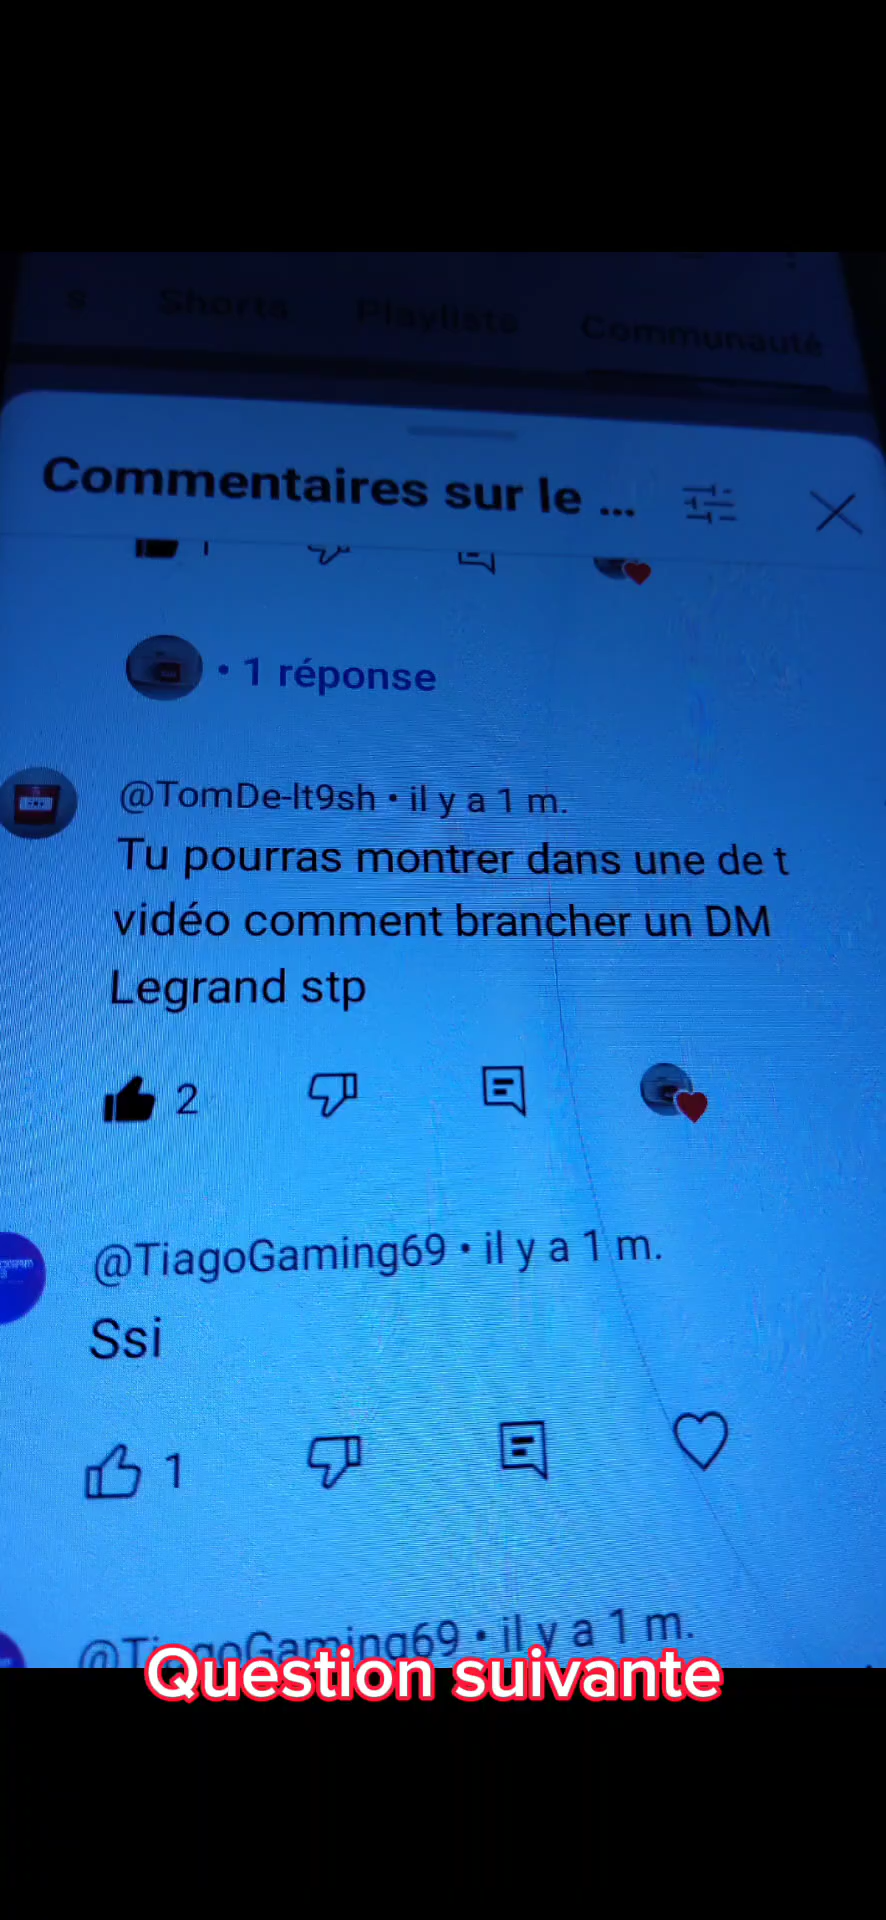 s Shorts Playlists Communauté
Commentaires sur le ...
1
• 1 réponse
@TomDe-lt9sh • il y a 1 m.
Tu pourras montrer dans une de t
vidéo comment brancher un DM
Legrand stp
2
@TiagoGaming69 • il y a 1 m.
Ssi
1
@TiagoGaming69 • il y a 1 m.
Question suivante